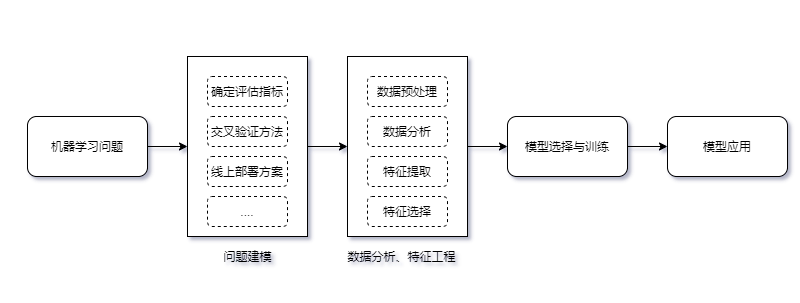 机器学习问题
确定评估指标
交叉验证方法
线上部署方案
....
问题建模
数据预处理
数据分析
特征提取
特征选择
数据分析、特征工程
模型选择与训练
模型应用